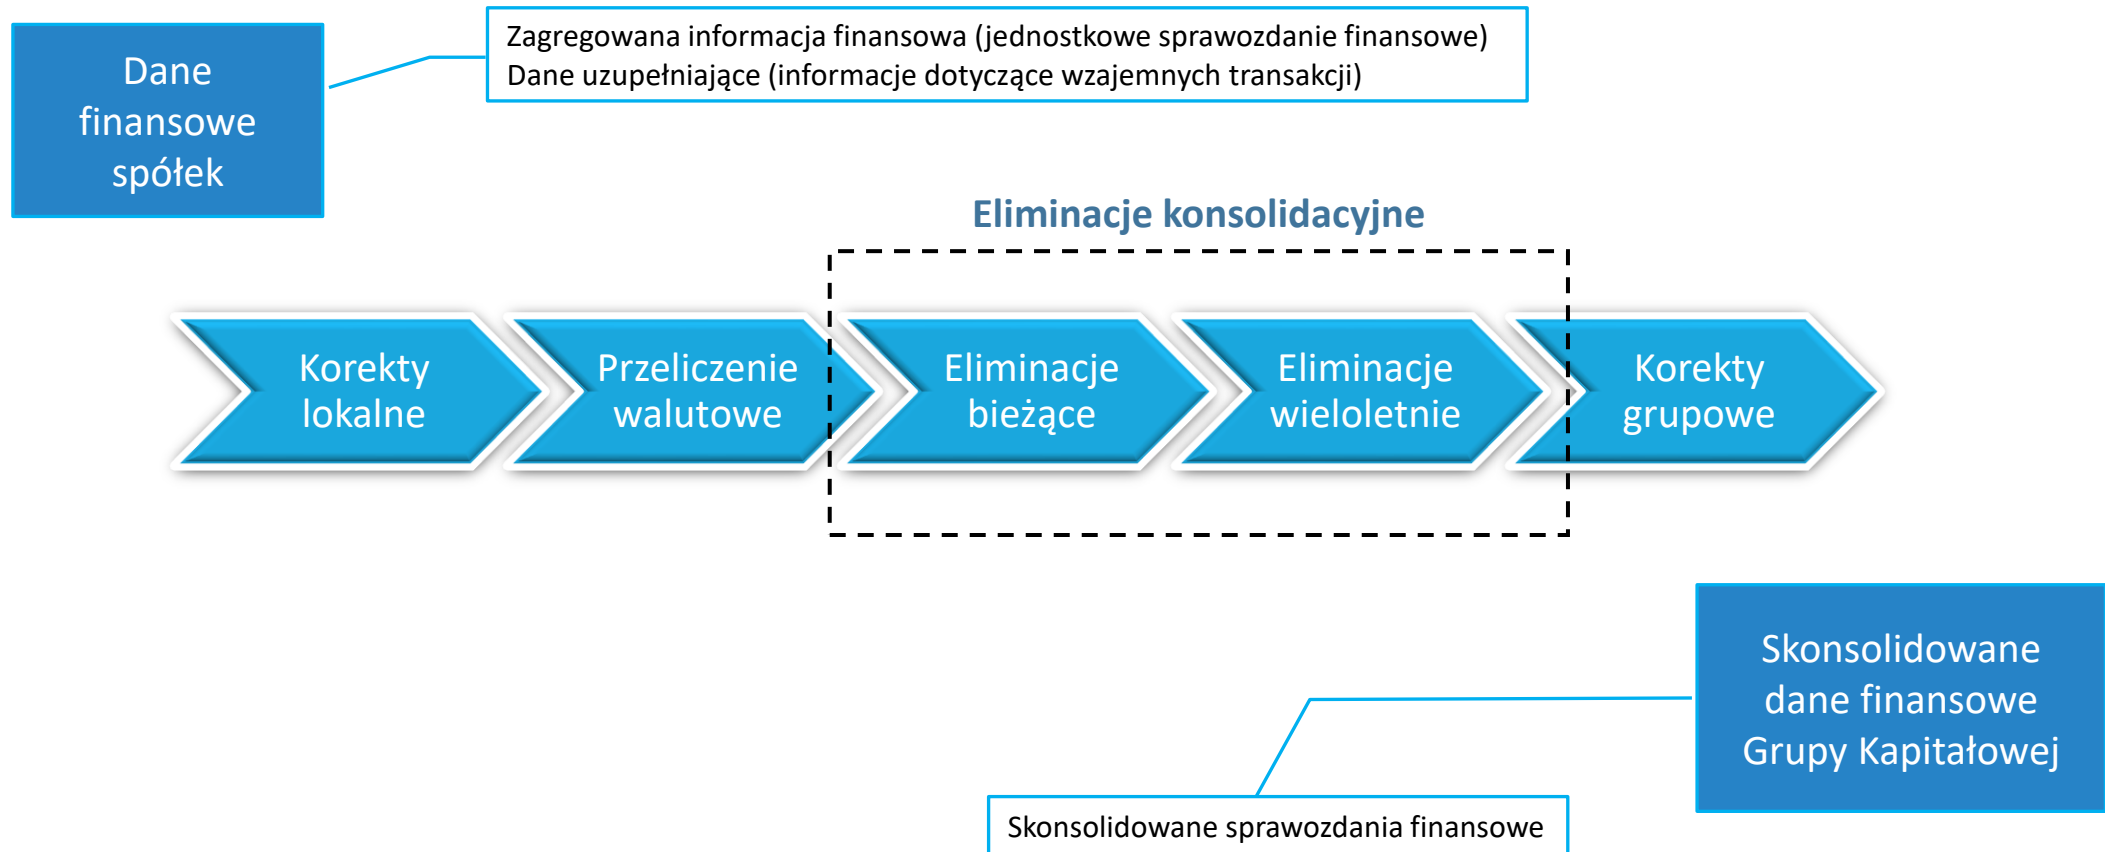 Dane
finansowe
spółek
Zagregowana informacja finansowa (jednostkowe sprawozdanie finansowe)
Dane uzupełniające (informacje dotyczące wzajemnych transakcji)
Eliminacje konsolidacyjne
Korekty
lokalne
Przeliczenie
walutowe
Eliminacje
bieżące
Eliminacje
wieloletnie
Korekty
grupowe
Skonsolidowane
dane finansowe
Grupy Kapitałowej
Skonsolidowane sprawozdania finansowe